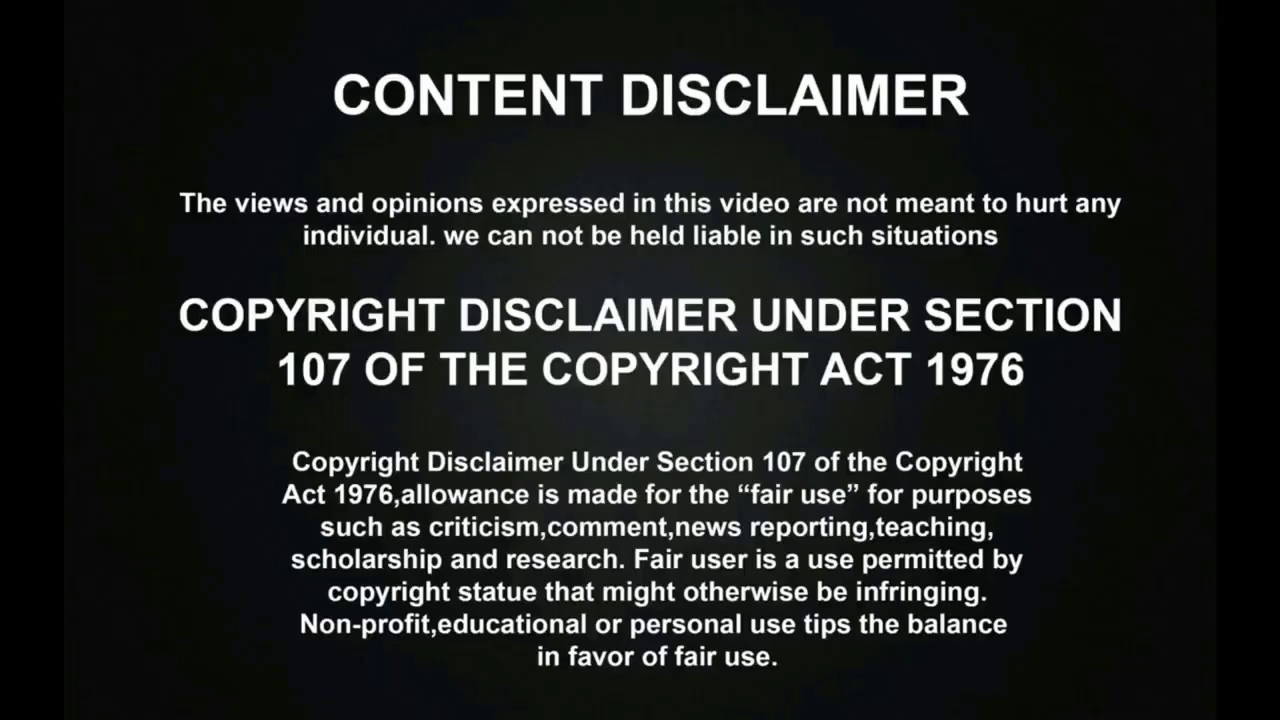 CONTENT DISCLAIMER
The views and opinions expressed in this video are not meant to hurt any
individual. we can not be held liable in such situations
COPYRIGHT DISCLAIMER UNDER SECTION
107 OF THE COPYRIGHT ACT 1976
Copyright Disclaimer Under Section 107 of the Copyright
Act 1976,allowance is made for the “fair use” for purposes
such as criticism,comment,news reporting,teaching,
scholarship and research. Fair user is a use permitted by
copyright statue that might otherwise be infringing.
Non-profit,educational or personal use tips the balance
in favor of fair use.